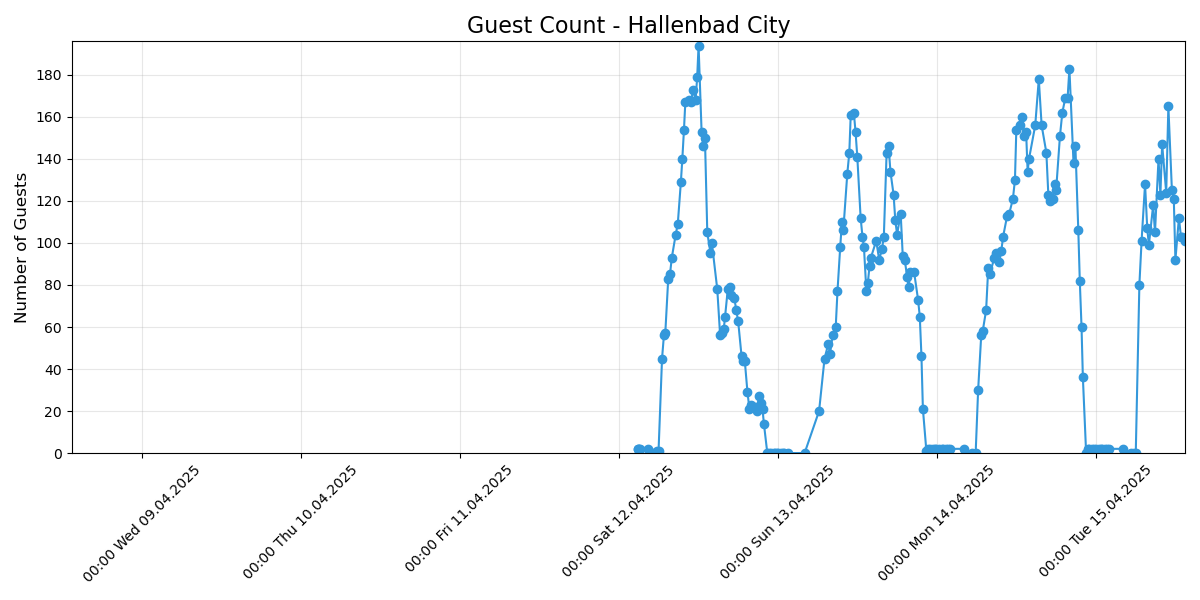 Guest Count - Hallenbad City
Number of Guests
180
160
140
120
100
80
60
40
20
0
00:00 Wed 09.04.2025
00:00 Thu 10.04.2025
00:00 Fri 11.04.2025
00:00 Sat 12.04.2025
00:00 Sun 13.04.2025
00:00 Mon 14.04.2025
00:00 Tue 15.04.2025